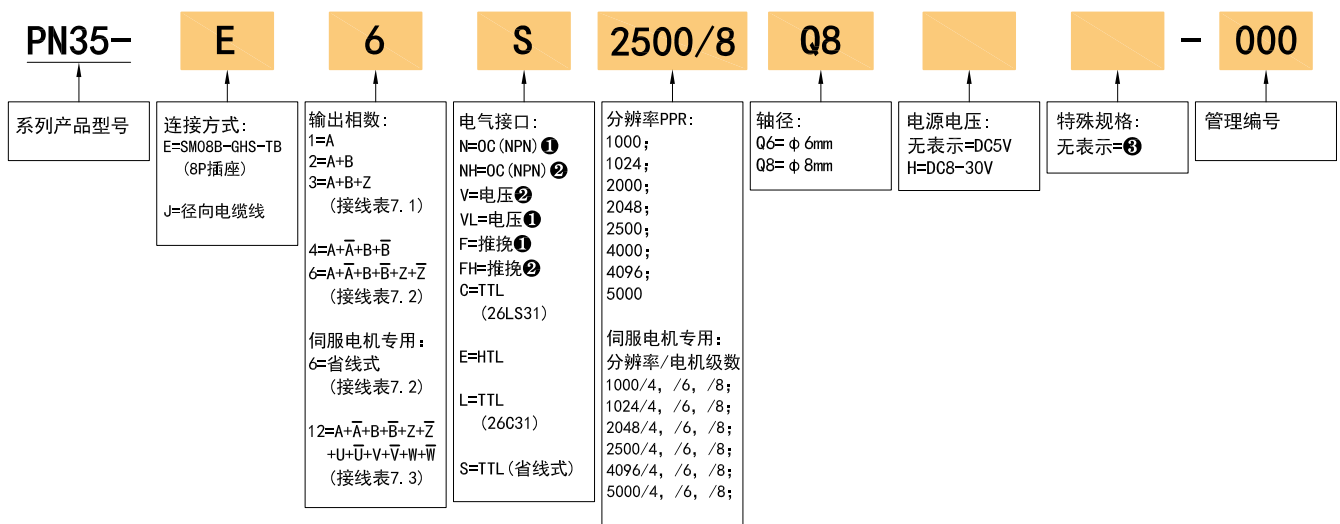 PN35- E 6 S 2500/8 Q8 - 000
系列产品型号
连接方式:
E=SM08B-GHS-TB
(8P插座)
J=径向电缆线
输出相数:
1=A
2=A+B
3=A+B+Z
(接线表7.1)
4=A+A̅+B+B̅
6=A+A̅+B+B̅+Z+Z̅
(接线表7.2)
伺服电机专用:
6=省线式
(接线表7.2)
12=A+A̅+B+B̅+Z+Z̅
+U+U̅+V+V̅+W+W̅
(接线表7.3)
电气接口:
N=OC(NPN)❶
NH=OC(NPN)❷
V=电压❷
VL=电压❶
F=推挽❶
FH=推挽❷
C=TTL
(26LS31)
E=HTL
L=TTL
(26C31)
S=TTL(省线式)
分辨率PPR:
1000;
1024;
2000;
2048;
2500;
4000;
4096;
5000
伺服电机专用:
分辨率/电机级数
1000/4, /6, /8;
1024/4, /6, /8;
2048/4, /6, /8;
2500/4, /6, /8;
4096/4, /6, /8;
5000/4, /6, /8;
轴径:
Q6=φ6mm
Q8=φ8mm
电源电压:
无表示=DC5V
H=DC8-30V
特殊规格:
无表示=❸
管理编号